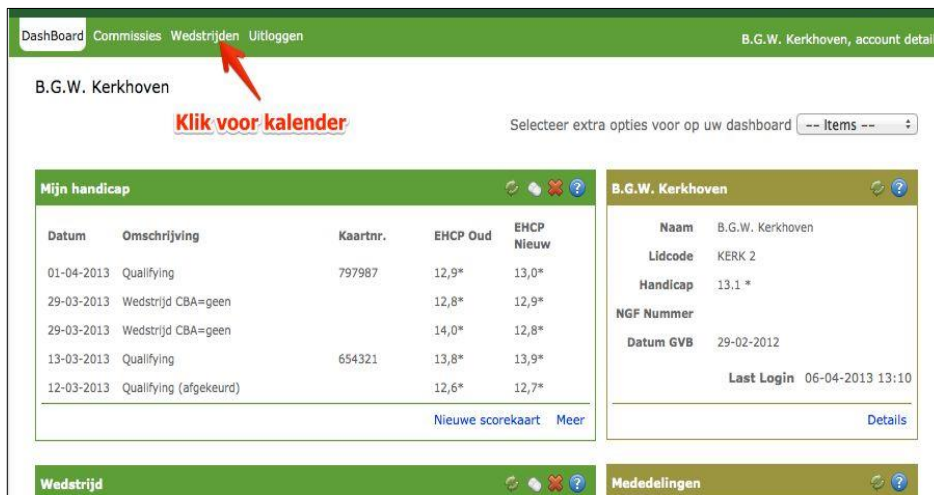 DashBoard Commissies Wedstrijden Uitloggen
B.G.W. Kerkhoven, account detai
B.G.W. Kerkhoven
Klik voor kalender
Selecteer extra opties voor op uw dashboard -- Items --
Mijn handicap
Datum Omschrijving Kaartnr. EHCP Oud EHCP Nieuw
01-04-2013 Qualifying 797987 12,9* 13,0*
29-03-2013 Wedstrijd CBA=geen 12,8* 12,9*
29-03-2013 Wedstrijd CBA=geen 14,0* 12,8*
13-03-2013 Qualifying 654321 13,8* 13,9*
12-03-2013 Qualifying (afgekeurd) 12,6* 12,7*
Nieuwe scorekaart Meer
B.G.W. Kerkhoven
Naam B.G.W. Kerkhoven
Lidcode KERK 2
Handicap 13.1 *
NGF Nummer
Datum GVB 29-02-2012
Last Login 06-04-2013 13:10
Details
Wedstrijd
Mededelingen